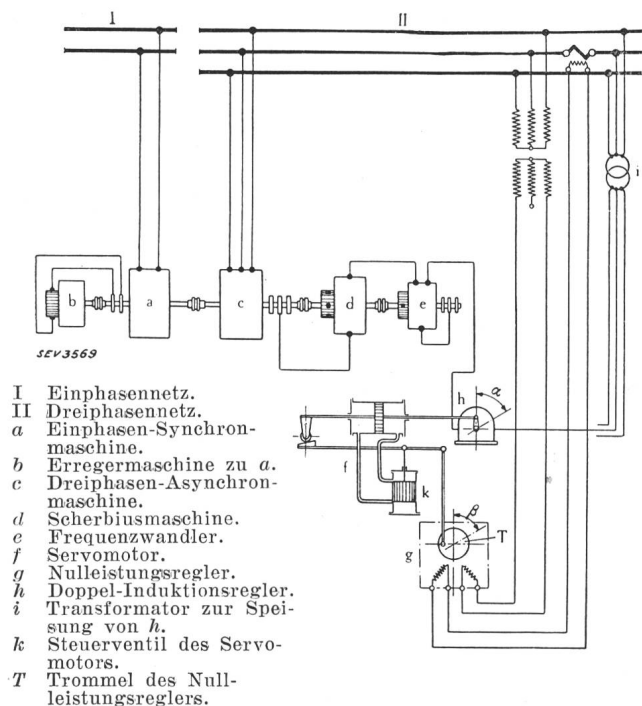 I II
i
b a c d e
SEV3569
h α
f
k
β
g T
I Einphasennetz.
II Dreiphasennetz.
a Einphasen-Synchron-
maschine.
b Erregermaschine zu a.
c Dreiphasen-Asynchron-
maschine.
d Scherbiusmaschine.
e Frequenzwandler.
f Servomotor.
g Nulleistungsregler.
h Doppel-Induktionsregler.
i Transformator zur Spei-
sung von h.
k Steuerventil des Servo-
motors.
T Trommel des Null-
leistungsreglers.